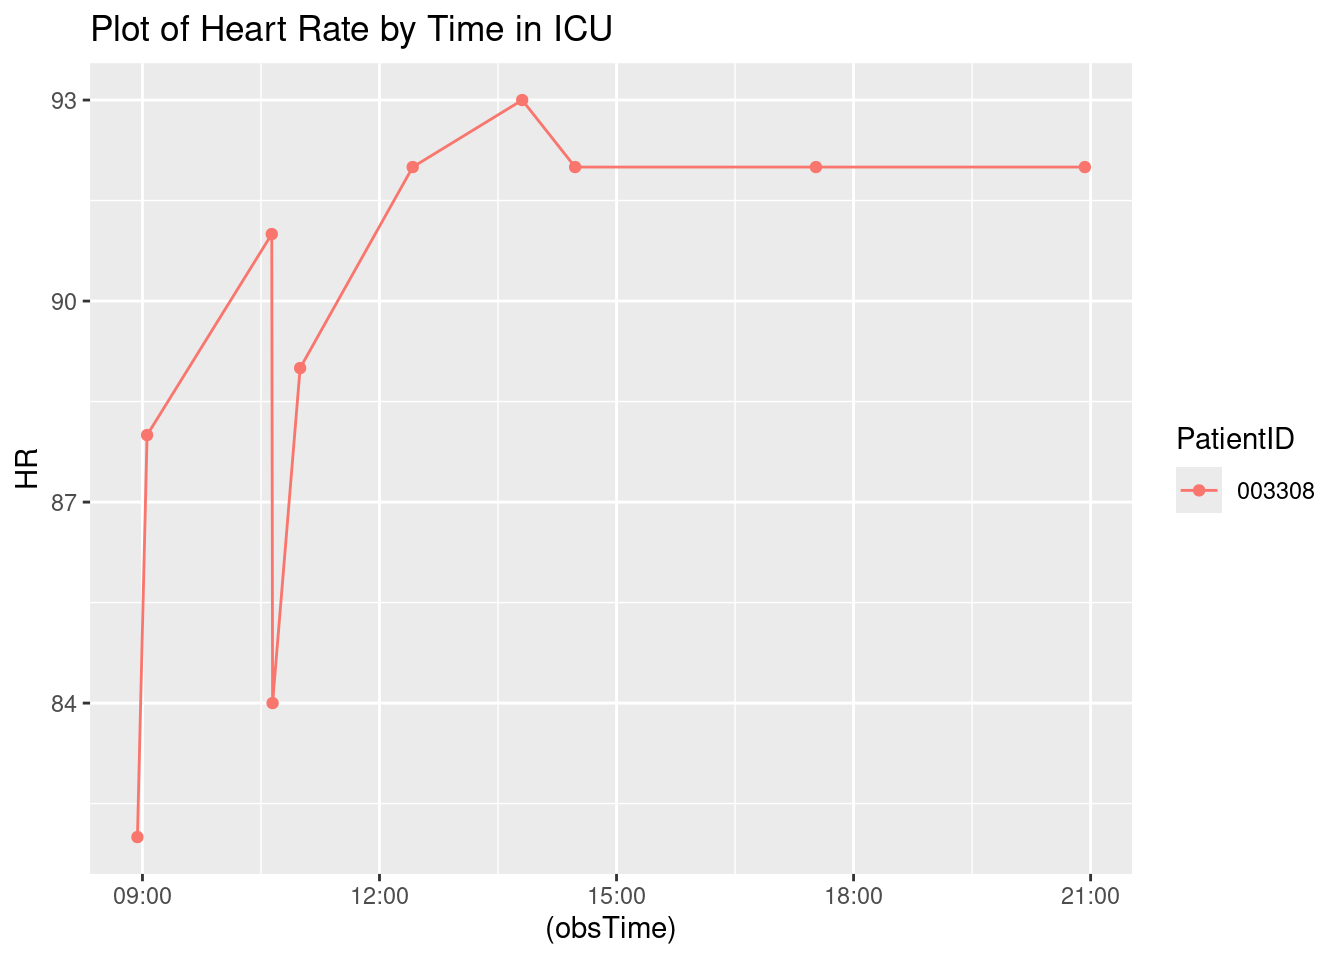 Plot of Heart Rate by Time in ICU
93
90
87
84
HR
09:00 12:00 15:00 18:00 21:00
(obsTime)
PatientID
003308